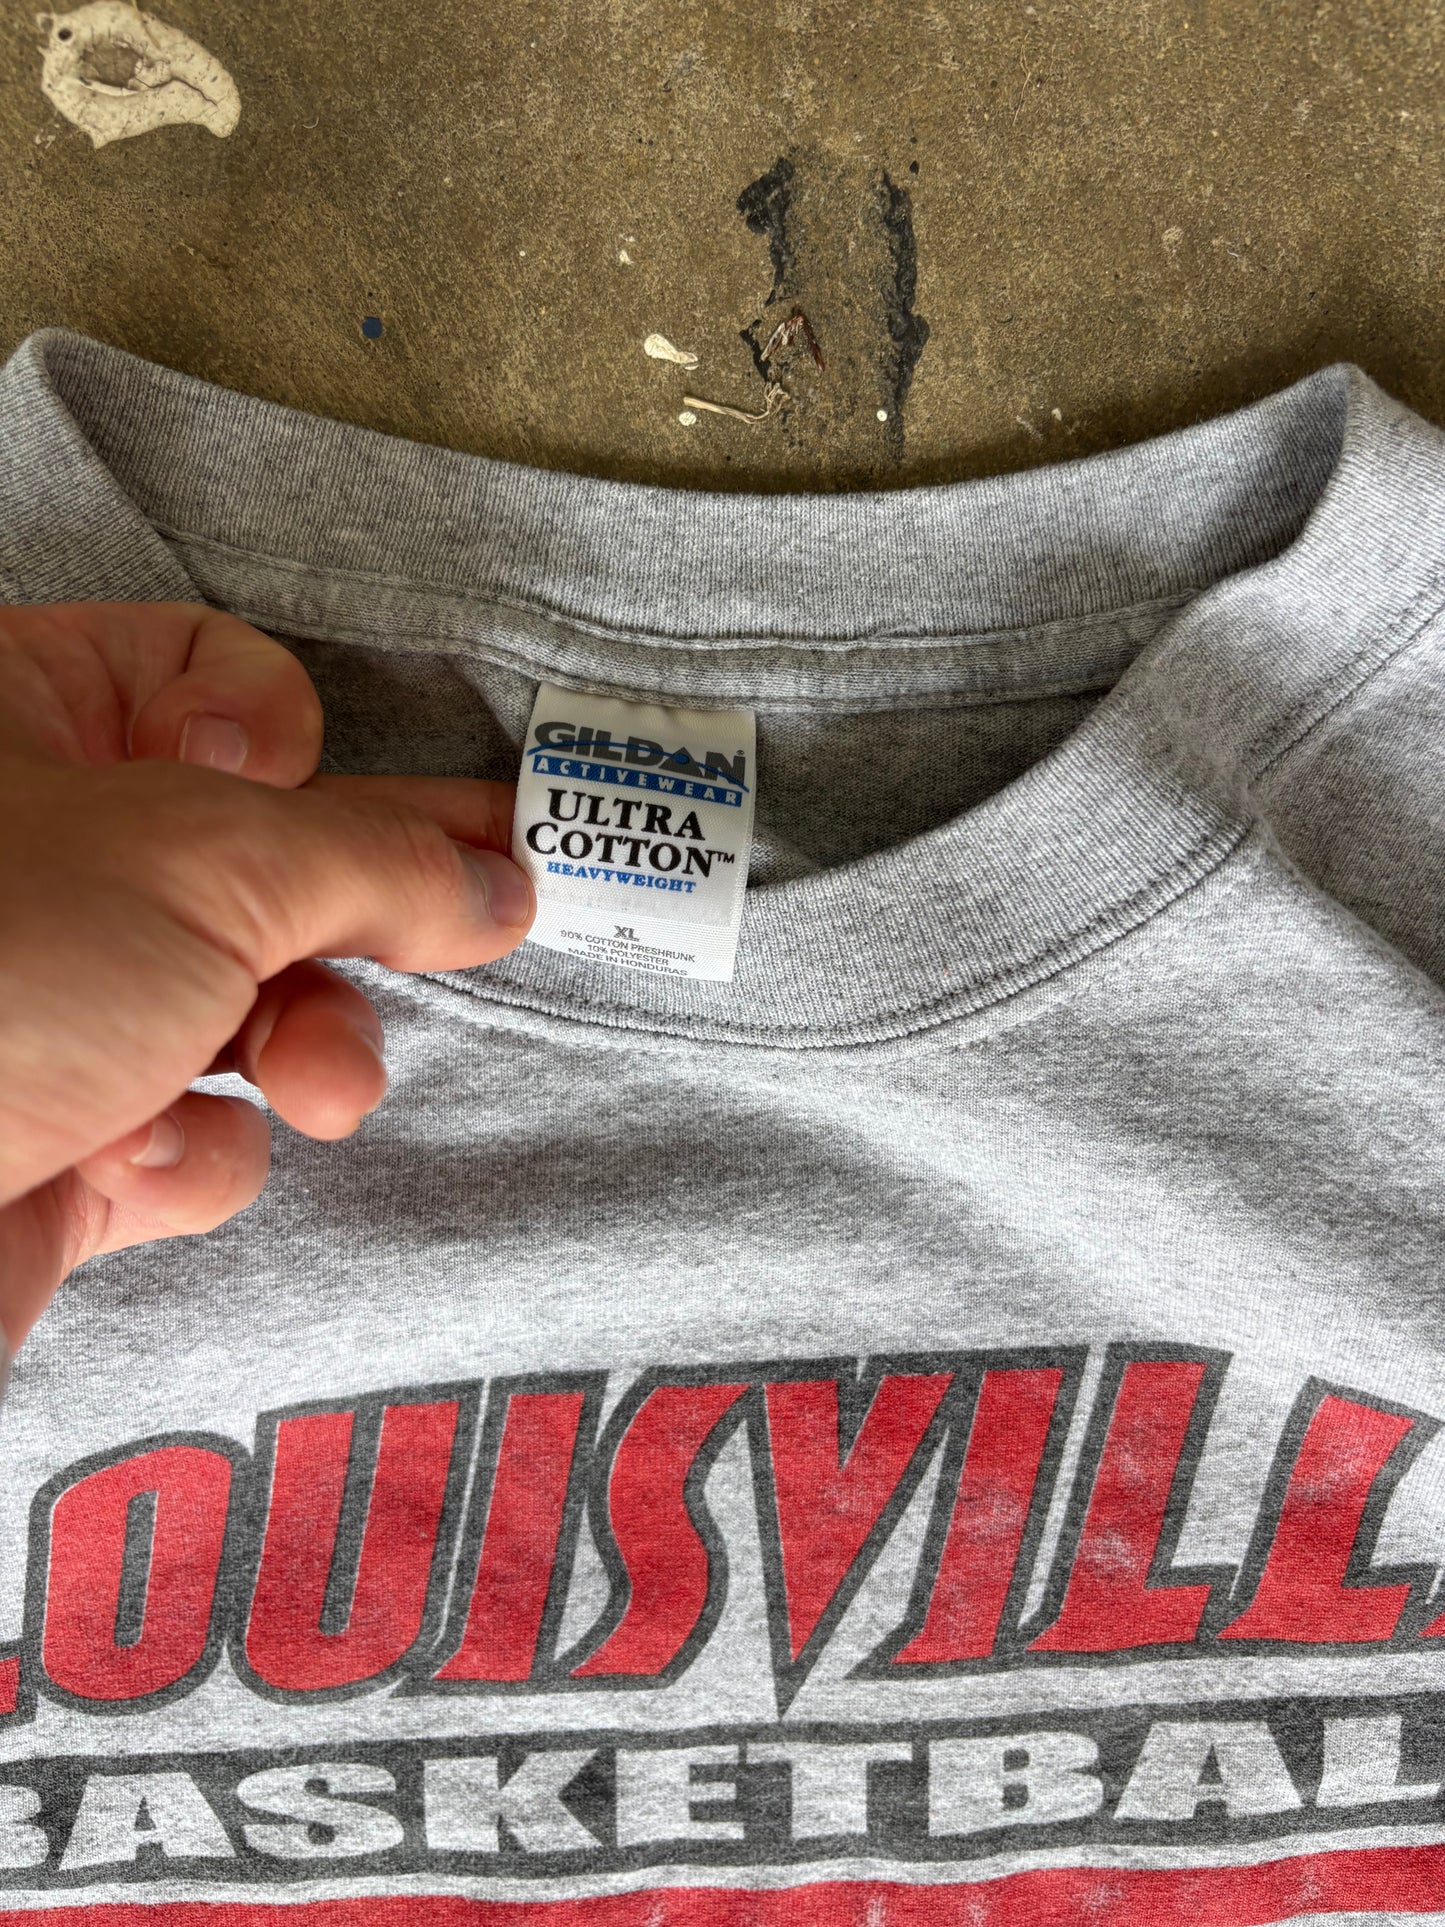 GILDAN®
ACTIVEWEAR
ULTRA
COTTON™
HEAVYWEIGHT
XL
90% COTTON PRESHRUNK
10% POLYESTER
MADE IN HONDURAS
LOUISVILL
BASKETBAL